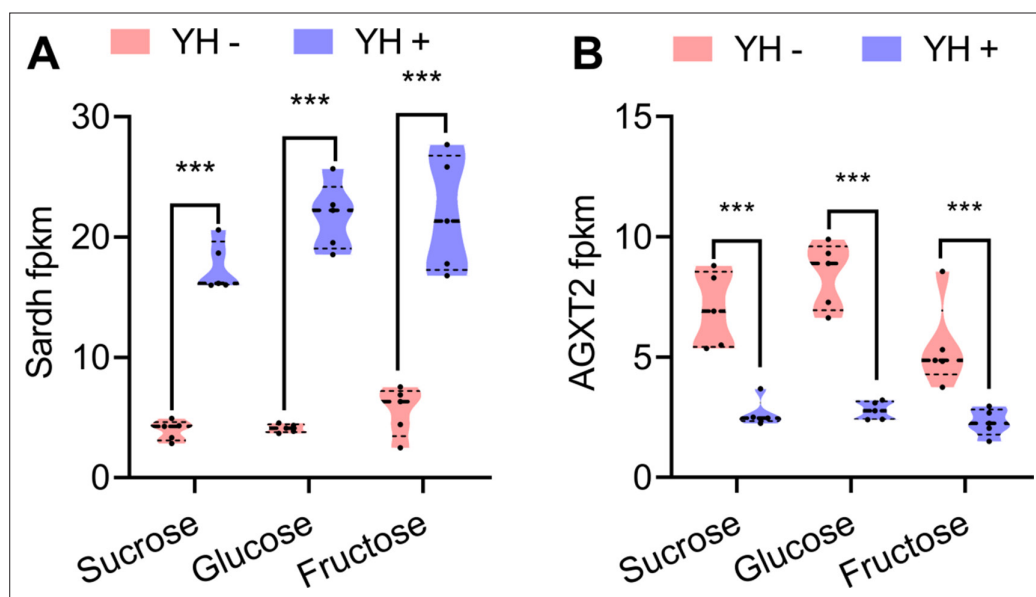 A
YH -
YH +
Sardh fpkm
30
20
10
0
***
***
***
Sucrose
Glucose
Fructose
B
YH -
YH +
AGXT2 fpkm
15
10
5
0
***
***
***
Sucrose
Glucose
Fructose